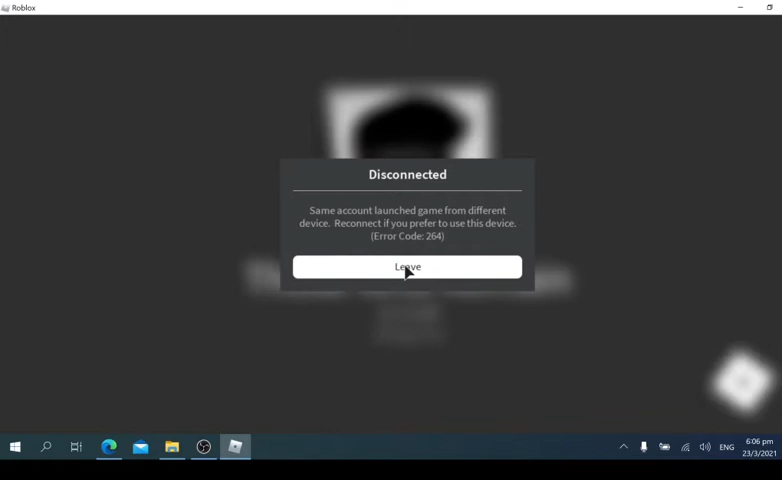 Roblox
Disconnected
Same account launched game from different
device. Reconnect if you prefer to use this device.
(Error Code: 264)
Leave
ENG
6:06 pm
23/3/2021